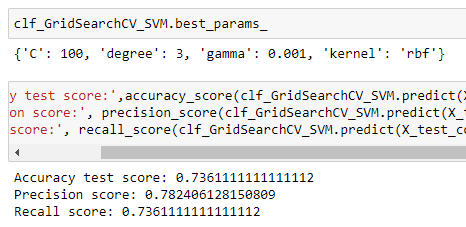 clf_GridSearchCV_SVM.best_params_
{'C': 100, 'degree': 3, 'gamma': 0.001, 'kernel': 'rbf'}
y test score:',accuracy_score(clf_GridSearchCV_SVM.predict(X
on score:', precision_score(clf_GridSearchCV_SVM.predict(X_t
score:', recall_score(clf_GridSearchCV_SVM.predict(X_test_co
Accuracy test score: 0.7361111111111112
Precision score: 0.782406128150809
Recall score: 0.7361111111111112